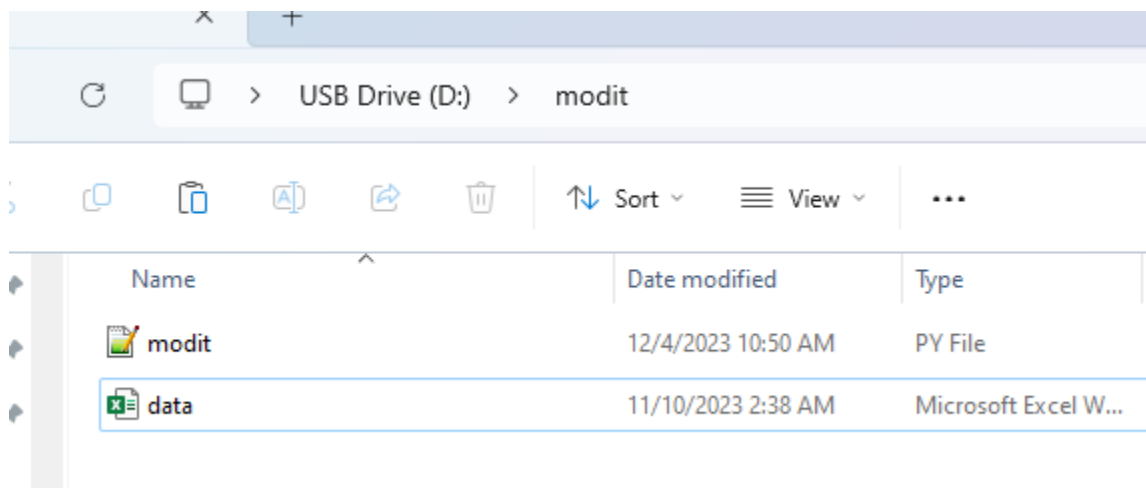 USB Drive (D:) > modit
Sort View
Name Date modified Type
modit 12/4/2023 10:50 AM PY File
data 11/10/2023 2:38 AM Microsoft Excel W...